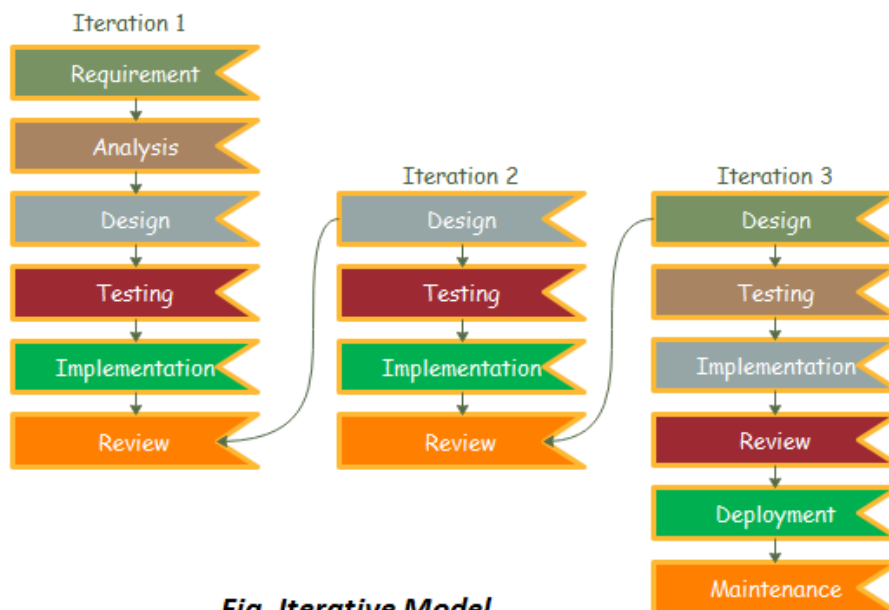 Iteration 1
Requirement
Analysis
Design
Testing
Implementation
Review
Iteration 2
Design
Testing
Implementation
Review
Iteration 3
Design
Testing
Implementation
Review
Deployment
Maintenance
Fig. Iterative Model